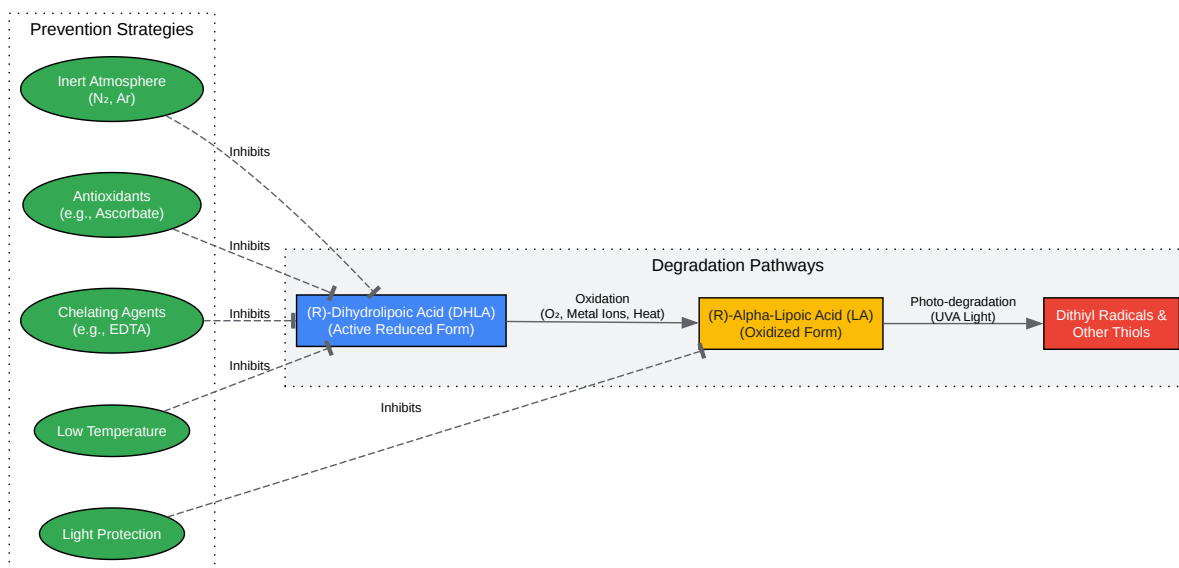 Prevention Strategies
Inert Atmosphere
(N₂, Ar)
Inhibits
Antioxidants
(e.g., Ascorbate)
Inhibits
Degradation Pathways
Chelating Agents
(e.g., EDTA)
Inhibits
(R)-Dihydrolipoic Acid (DHLA)
(Active Reduced Form)
Oxidation
(O₂, Metal Ions, Heat)
(R)-Alpha-Lipoic Acid (LA)
(Oxidized Form)
Photo-degradation
(UVA Light)
Dithiyl Radicals &
Other Thiols
Inhibits
Low Temperature
Inhibits
Light Protection